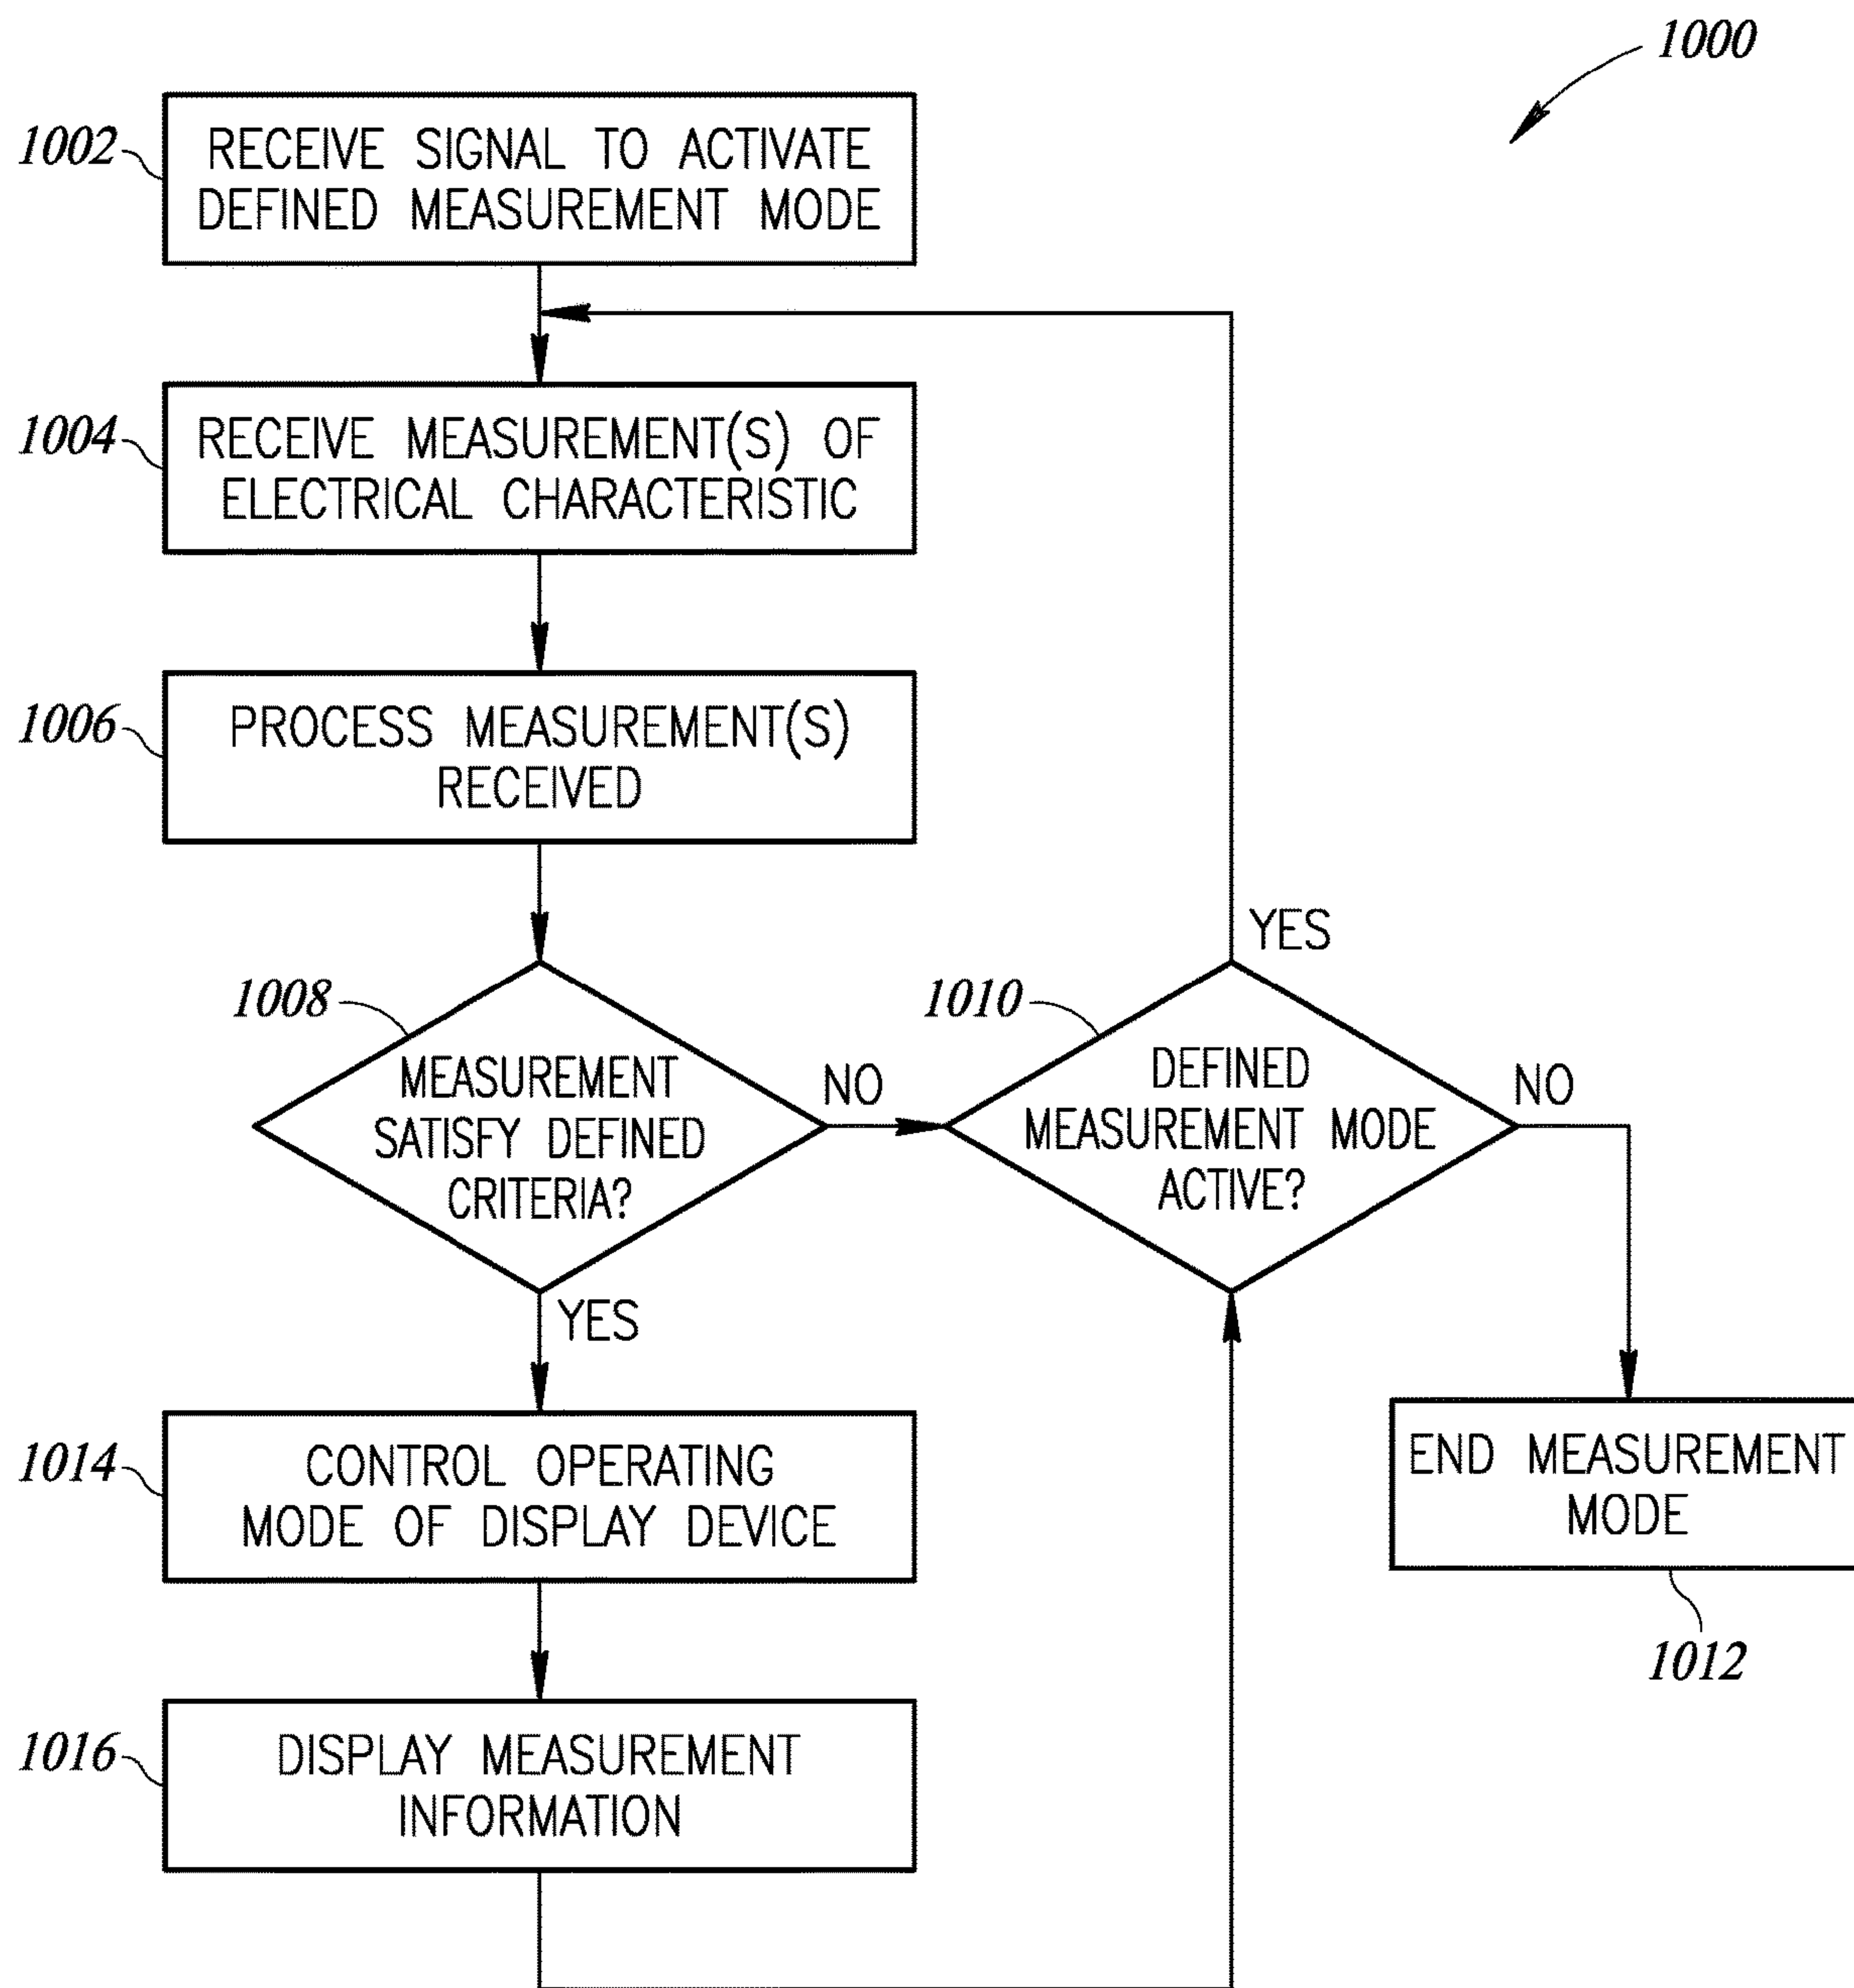 1000
1002
RECEIVE SIGNAL TO ACTIVATE
DEFINED MEASUREMENT MODE
1004
RECEIVE MEASUREMENT(S) OF
ELECTRICAL CHARACTERISTIC
1006
PROCESS MEASUREMENT(S)
RECEIVED
YES
1008
MEASUREMENT
SATISFY DEFINED
CRITERIA?
NO
1010
DEFINED
MEASUREMENT MODE
ACTIVE?
NO
YES
1014
CONTROL OPERATING
MODE OF DISPLAY DEVICE
END MEASUREMENT
MODE
1012
1016
DISPLAY MEASUREMENT
INFORMATION